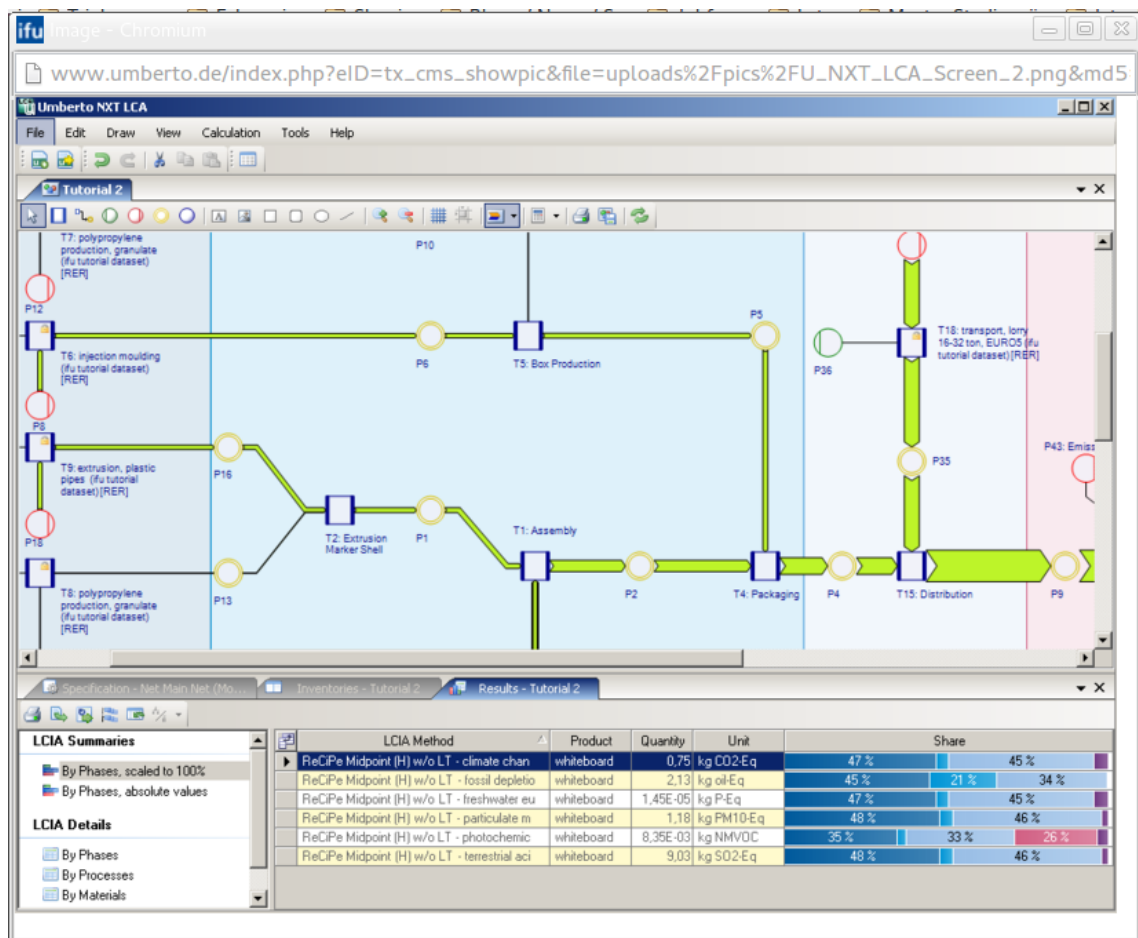 ifu Image - Chromium
www.umberto.de/index.php?eID=tx_cms_showpic&file=uploads%2Fpics%2FU_NXT_LCA_Screen_2.png&md5
Umberto NXT LCA
File Edit Draw View Calculation Tools Help
Tutorial 2
T7: polypropylene
production, granulate
(ifu tutorial dataset)
[RER]
P10
P12
P5
T6: injection moulding
(ifu tutorial dataset)
[RER]
P6
T5: Box Production
T18: transport, lorry
16-32 ton, EURO5 (ifu
tutorial dataset) [RER]
P36
P8
T9: extrusion, plastic
pipes (ifu tutorial
dataset) [RER]
P16
P35
P43: Emiss
P18
T2: Extrusion
Marker Shell
P1
T1: Assembly
T8: polypropylene
production, granulate
(ifu tutorial dataset)
[RER]
P13
P2
T4: Packaging
P4
T15: Distribution
P9
Specification - Net Main Net (Mo... Inventories - Tutorial 2 Results - Tutorial 2
LCIA Summaries
By Phases, scaled to 100%
By Phases, absolute values
LCIA Details
By Phases
By Processes
By Materials
LCIA Method Product Quantity Unit Share
ReCiPe Midpoint (H) w/o LT - climate chan whiteboard 0,75 kg CO2-Eq 47 % 45 %
ReCiPe Midpoint (H) w/o LT - fossil depletio whiteboard 2,13 kg oil-Eq 45 % 21 % 34 %
ReCiPe Midpoint (H) w/o LT - freshwater eu whiteboard 1,45E-05 kg P-Eq 47 % 45 %
ReCiPe Midpoint (H) w/o LT - particulate m whiteboard 1,18 kg PM10-Eq 48 % 46 %
ReCiPe Midpoint (H) w/o LT - photochemic whiteboard 8,35E-03 kg NMVOC 35 % 33 % 26 %
ReCiPe Midpoint (H) w/o LT - terrestrial aci whiteboard 9,03 kg SO2-Eq 48 % 46 %